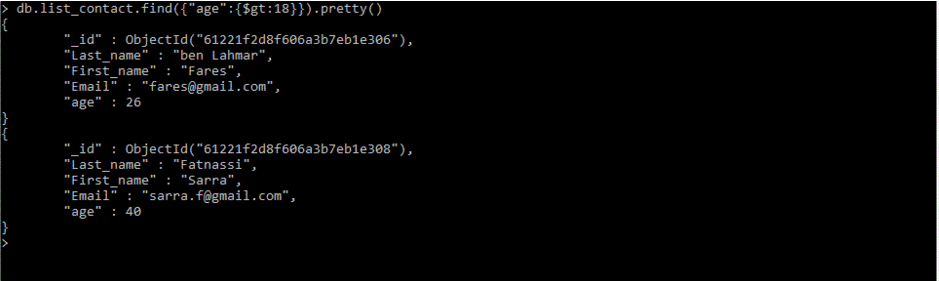 > db.list_contact.find({"age":{$gt:18}}).pretty()
{
"_id" : ObjectId("61221f2d8f606a3b7eb1e306"),
"Last_name" : "ben Lahmar",
"First_name" : "Fares",
"Email" : "fares@gmail.com",
"age" : 26
}
{
"_id" : ObjectId("61221f2d8f606a3b7eb1e308"),
"Last_name" : "Fatnassi",
"First_name" : "Sarra",
"Email" : "sarra.f@gmail.com",
"age" : 40
}
>